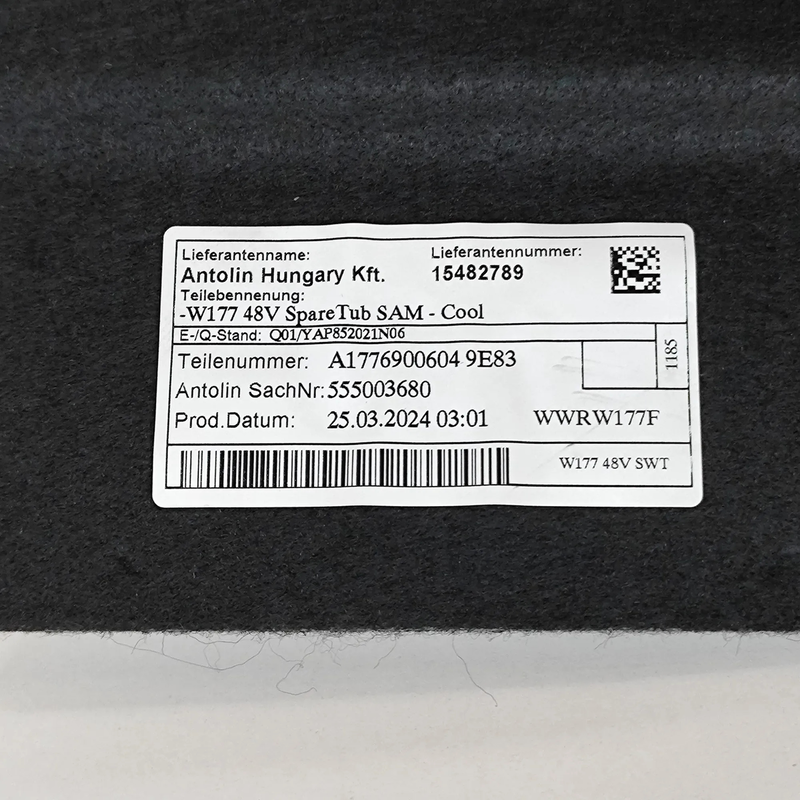 Lieferantenname: Lieferantennummer:
Antolin Hungary Kft. 15482789
Teilebennenung:
-W177 48V SpareTub SAM - Cool
E-/Q-Stand: Q01/YAP852021N06
Teilenummer: A1776900604 9E83
1185
Antolin SachNr: 555003680
Prod.Datum: 25.03.2024 03:01 WWRW177F
W177 48V SWT